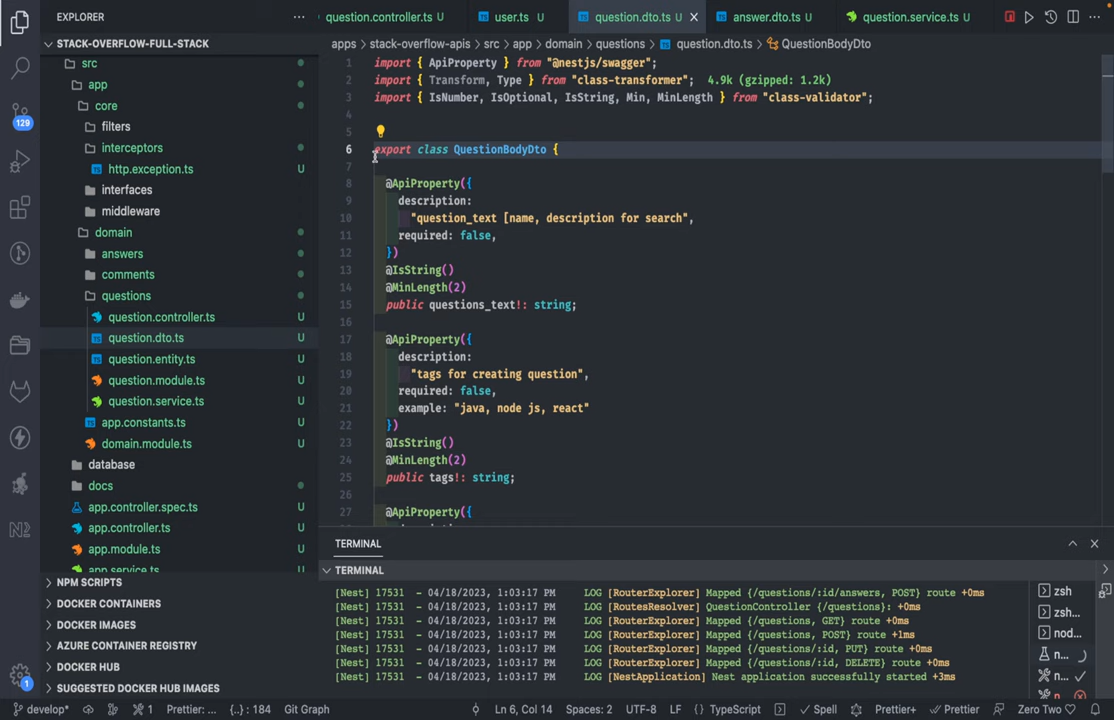 EXPLORER
STACK-OVERFLOW-FULL-STACK
src
app
core
filters
interceptors
http.exception.ts U
interfaces
middleware
domain
answers
comments
questions
question.controller.ts U
question.dto.ts U
question.entity.ts U
question.module.ts U
question.service.ts U
app.constants.ts U
domain.module.ts U
database
docs
app.controller.spec.ts U
app.controller.ts U
app.module.ts U
app.service.ts U
NPM SCRIPTS
DOCKER CONTAINERS
DOCKER IMAGES
AZURE CONTAINER REGISTRY
DOCKER HUB
SUGGESTED DOCKER HUB IMAGES
129
1
question.controller.ts U user.ts U question.dto.ts U answer.dto.ts U question.service.ts U
apps > stack-overflow-apis > src > app > domain > questions > question.dto.ts > QuestionBodyDto
1 import { ApiProperty } from "@nestjs/swagger";
2 import { Transform, Type } from "class-transformer"; 4.9k (gzipped: 1.2k)
3 import { IsNumber, IsOptional, IsString, Min, MinLength } from "class-validator";
4
5
6 export class QuestionBodyDto {
7
8 @ApiProperty({
9 description:
10 "question_text [name, description for search",
11 required: false,
12 })
13 @IsString()
14 @MinLength(2)
15 public questions_text!: string;
16
17 @ApiProperty({
18 description:
19 "tags for creating question",
20 required: false,
21 example: "java, node js, react"
22 })
23 @IsString()
24 @MinLength(2)
25 public tags!: string;
26
27 @ApiProperty({
TERMINAL
TERMINAL
[Nest] 17531 - 04/18/2023, 1:03:17 PM LOG [RouterExplorer] Mapped {/questions/:id/answers, POST} route +0ms
[Nest] 17531 - 04/18/2023, 1:03:17 PM LOG [RoutesResolver] QuestionController {/questions}: +0ms
[Nest] 17531 - 04/18/2023, 1:03:17 PM LOG [RouterExplorer] Mapped {/questions, GET} route +0ms
[Nest] 17531 - 04/18/2023, 1:03:17 PM LOG [RouterExplorer] Mapped {/questions, POST} route +1ms
[Nest] 17531 - 04/18/2023, 1:03:17 PM LOG [RouterExplorer] Mapped {/questions/:id, PUT} route +0ms
[Nest] 17531 - 04/18/2023, 1:03:17 PM LOG [RouterExplorer] Mapped {/questions/:id, DELETE} route +0ms
[Nest] 17531 - 04/18/2023, 1:03:17 PM LOG [NestApplication] Nest application successfully started +3ms
zsh
zsh...
nod...
n...
n...
develop* 1 Prettier: ... {..} : 184 Git Graph Ln 6, Col 14 Spaces: 2 UTF-8 LF {} TypeScript Spell Prettier Zero Two Prettier